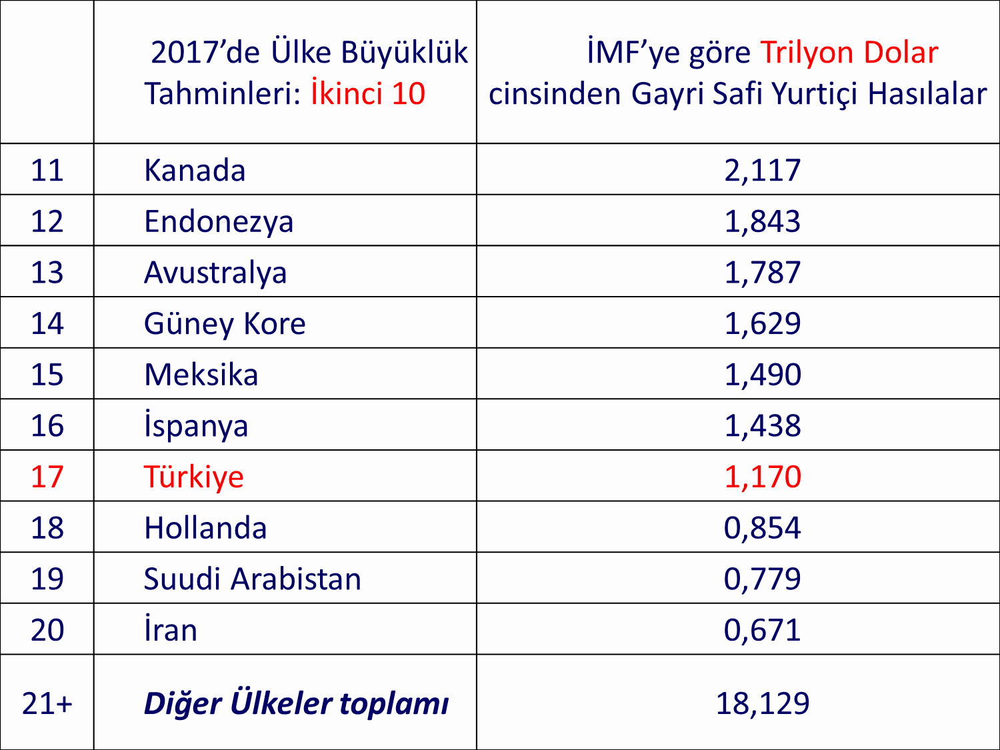 2017’de Ülke Büyüklük
Tahminleri: İkinci 10
İMF’ye göre Trilyon Dolar
cinsinden Gayri Safi Yurtiçi Hasılalar
11 Kanada 2,117
12 Endonezya 1,843
13 Avustralya 1,787
14 Güney Kore 1,629
15 Meksika 1,490
16 İspanya 1,438
17 Türkiye 1,170
18 Hollanda 0,854
19 Suudi Arabistan 0,779
20 İran 0,671
21+ Diğer Ülkeler toplamı 18,129